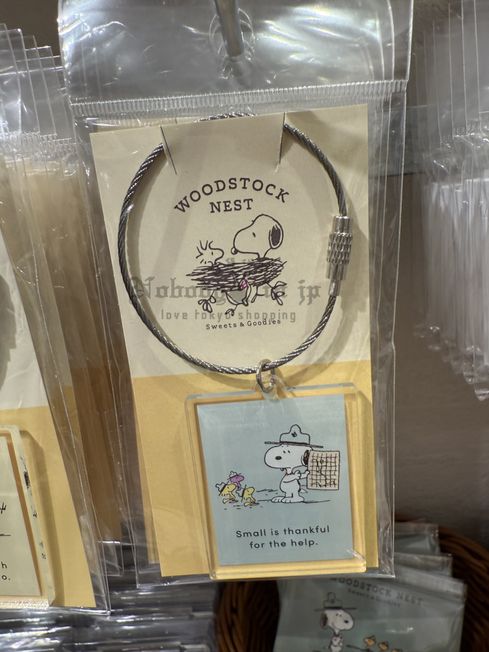 WOODSTOCK
NEST
love tokyo shopping
Sweets & Goodies
Small is thankful
for the help.
WOODSTOCK NEST